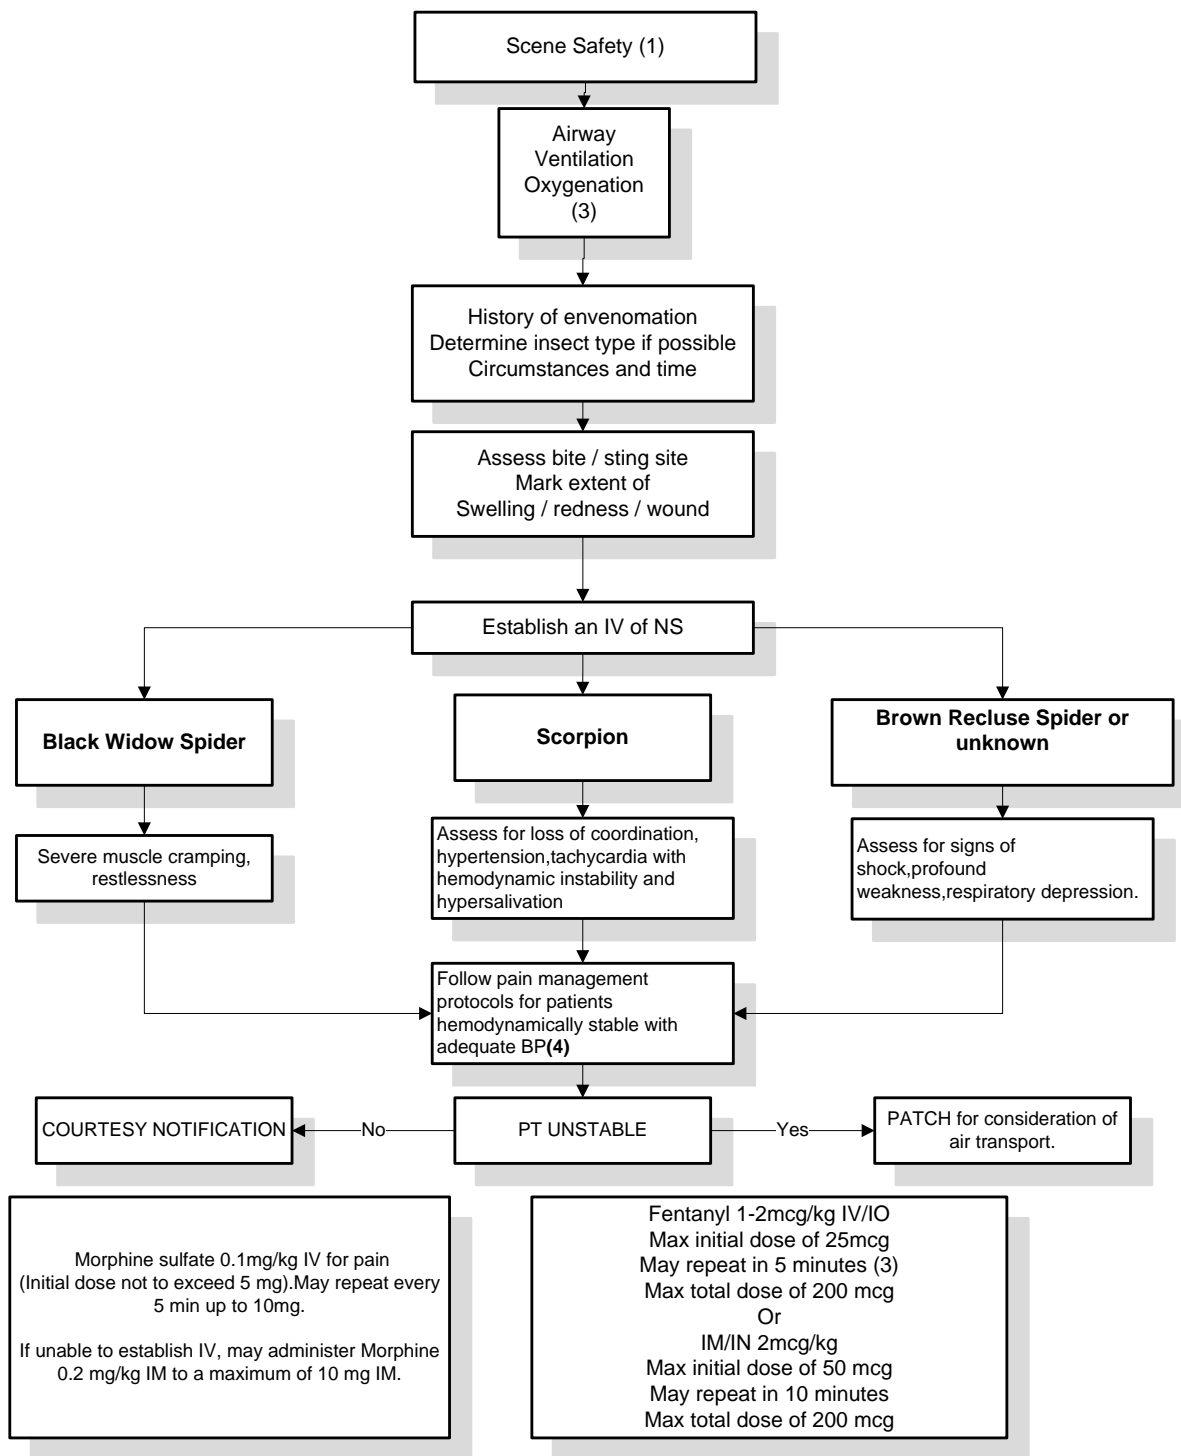 Scene Safety (1)
Airway
Ventilation
Oxygenation
(3)
History of envenomation
Determine insect type if possible
Circumstances and time
Assess bite / sting site
Mark extent of
Swelling / redness / wound
Establish an IV of NS
Black Widow Spider
Scorpion
Brown Recluse Spider or
unknown
Severe muscle cramping,
restlessness
Assess for loss of coordination,
hypertension,tachycardia with
hemodynamic instability and
hypersalivation
Assess for signs of
shock,profound
weakness,respiratory depression.
Follow pain management
protocols for patients
hemodynamically stable with
adequate BP(4)
COURTESY NOTIFICATION
No
PT UNSTABLE
Yes
PATCH for consideration of
air transport.
Morphine sulfate 0.1mg/kg IV for pain
(Initial dose not to exceed 5 mg).May repeat every
5 min up to 10mg.
If unable to establish IV, may administer Morphine
0.2 mg/kg IM to a maximum of 10 mg IM.
Fentanyl 1-2mcg/kg IV/IO
Max initial dose of 25mcg
May repeat in 5 minutes (3)
Max total dose of 200 mcg
Or
IM/IN 2mcg/kg
Max initial dose of 50 mcg
May repeat in 10 minutes
Max total dose of 200 mcg